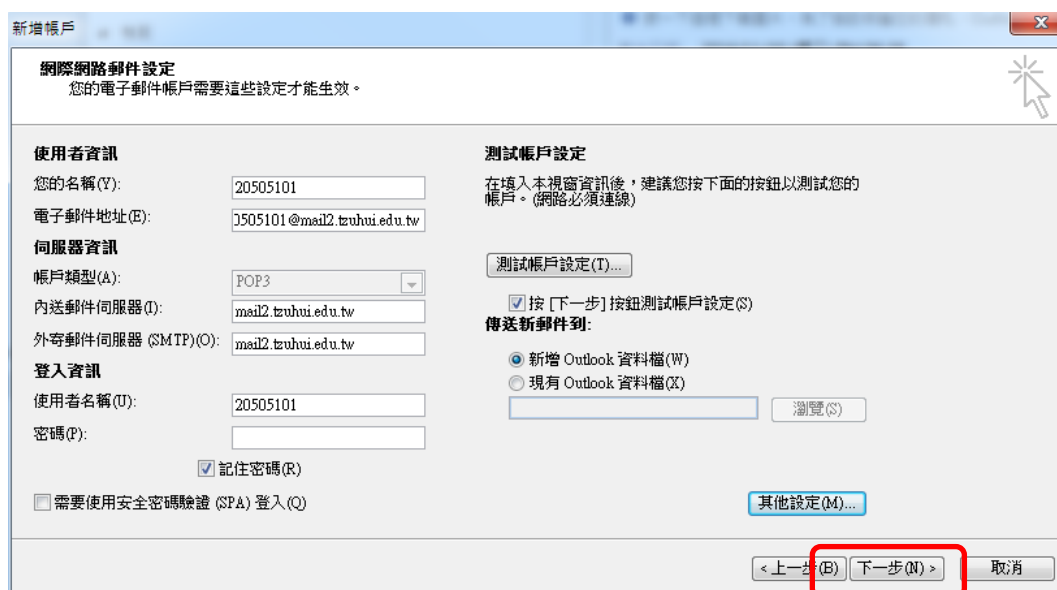 新增帳戶
網際網路郵件設定
您的電子郵件帳戶需要這些設定才能生效。
使用者資訊
您的名稱(Y):
20505101
電子郵件地址(E):
0505101@mail2.tzuhui.edu.tw
伺服器資訊
帳戶類型(A):
POP3
內送郵件伺服器(I):
mail2.tzuhui.edu.tw
外寄郵件伺服器 (SMTP)(O):
mail2.tzuhui.edu.tw
登入資訊
使用者名稱(U):
20505101
密碼(P):
記住密碼(R)
需要使用安全密碼驗證 (SPA) 登入(Q)
測試帳戶設定
在填入本視窗資訊後，建議您按下面的按鈕以測試您的
帳戶。(網路必須連線)
測試帳戶設定(T)...
按 [下一步] 按鈕測試帳戶設定(S)
傳送新郵件到:
新增 Outlook 資料檔(W)
現有 Outlook 資料檔(X)
瀏覽(S)
其他設定(M)...
< 上一步(B)
下一步(N) >
取消